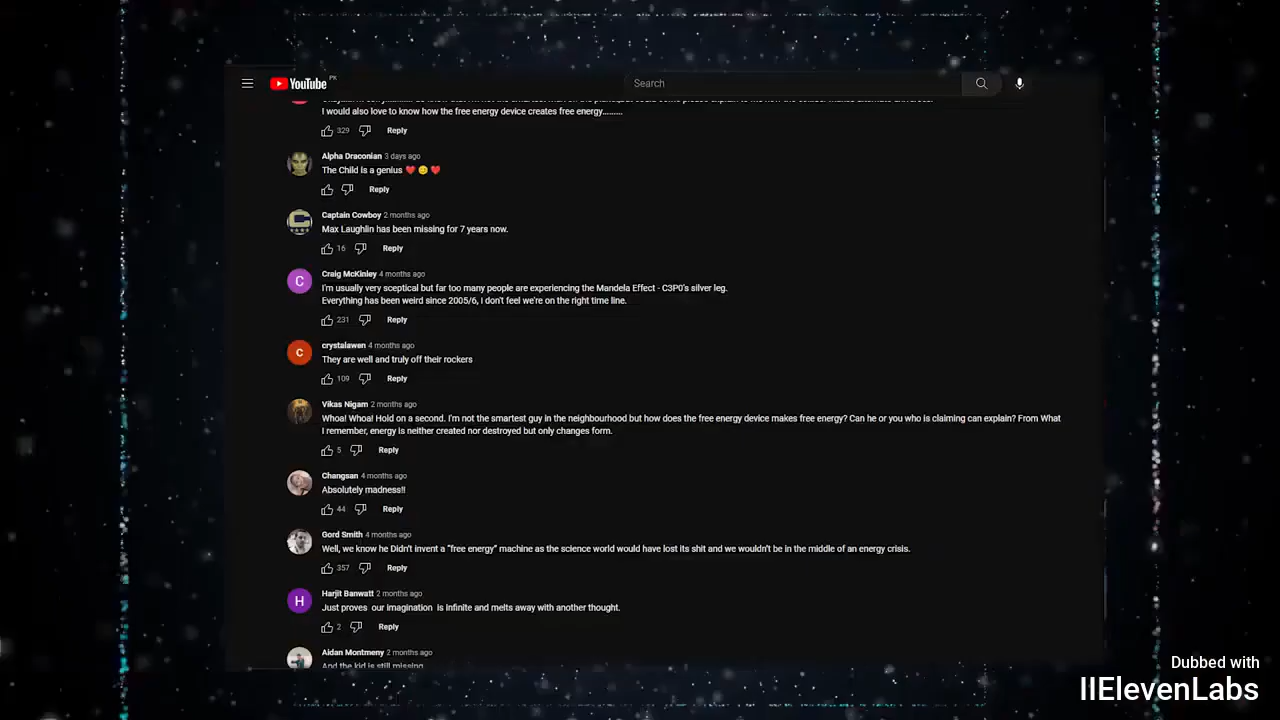 YouTube PK
Search
I would also love to know how the free energy device creates free energy.........
329 Reply
Alpha Draconian 3 days ago
The Child is a genius ❤️ 😊 ❤️
Reply
Captain Cowboy 2 months ago
Max Laughlin has been missing for 7 years now.
16 Reply
C
Craig McKinley 4 months ago
I'm usually very sceptical but far too many people are experiencing the Mandela Effect - C3P0's silver leg.
Everything has been weird since 2005/6, I don't feel we're on the right time line.
231 Reply
C
crystalawen 4 months ago
They are well and truly off their rockers
109 Reply
Vikas Nigam 2 months ago
Whoa! Whoa! Hold on a second. I'm not the smartest guy in the neighbourhood but how does the free energy device makes free energy? Can he or you who is claiming can explain? From What
I remember, energy is neither created nor destroyed but only changes form.
5 Reply
Changsan 4 months ago
Absolutely madness!!
44 Reply
Gord Smith 4 months ago
Well, we know he Didn't invent a "free energy" machine as the science world would have lost its shit and we wouldn't be in the middle of an energy crisis.
357 Reply
H
Harjit Banwatt 2 months ago
Just proves our imagination is infinite and melts away with another thought.
2 Reply
Aidan Montmeny 2 months ago
And the kid is still missing
Dubbed with
IIElevenLabs